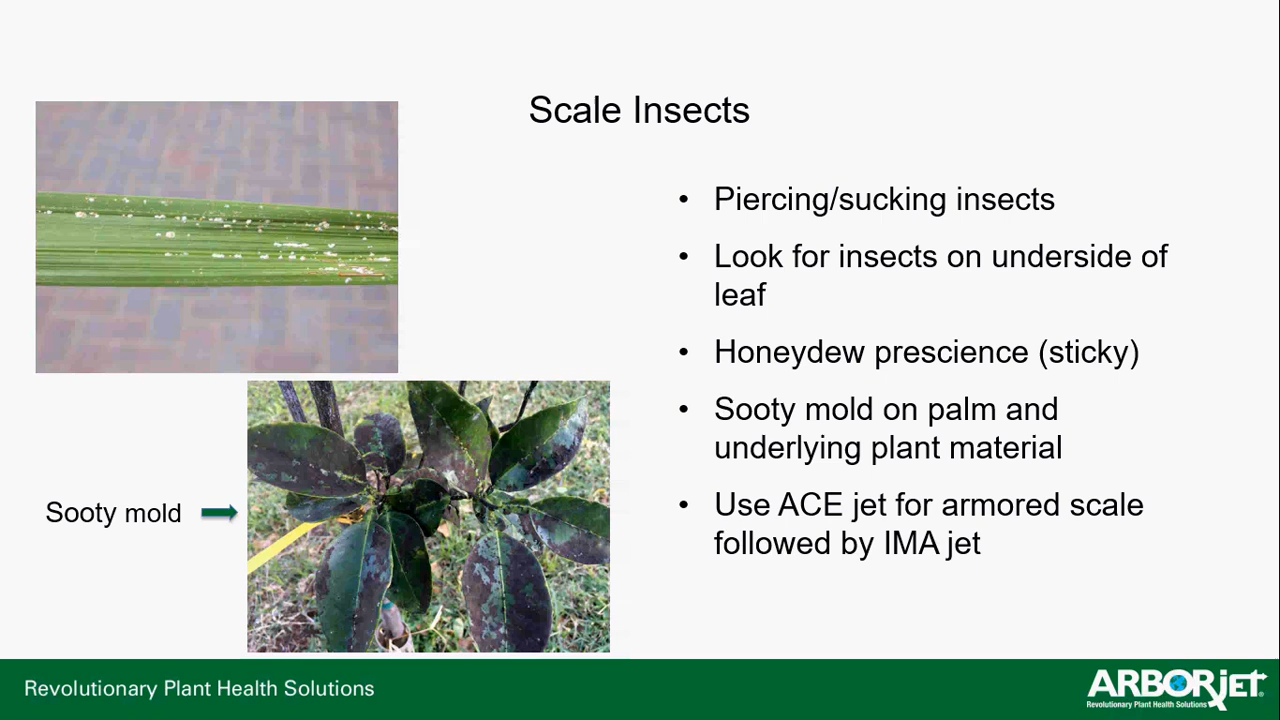 Scale Insects
• Piercing/sucking insects
• Look for insects on underside of
leaf
• Honeydew prescience (sticky)
• Sooty mold on palm and
underlying plant material
• Use ACE jet for armored scale
followed by IMA jet
Sooty mold
Revolutionary Plant Health Solutions
ARBORjet®
Revolutionary Plant Health Solutions